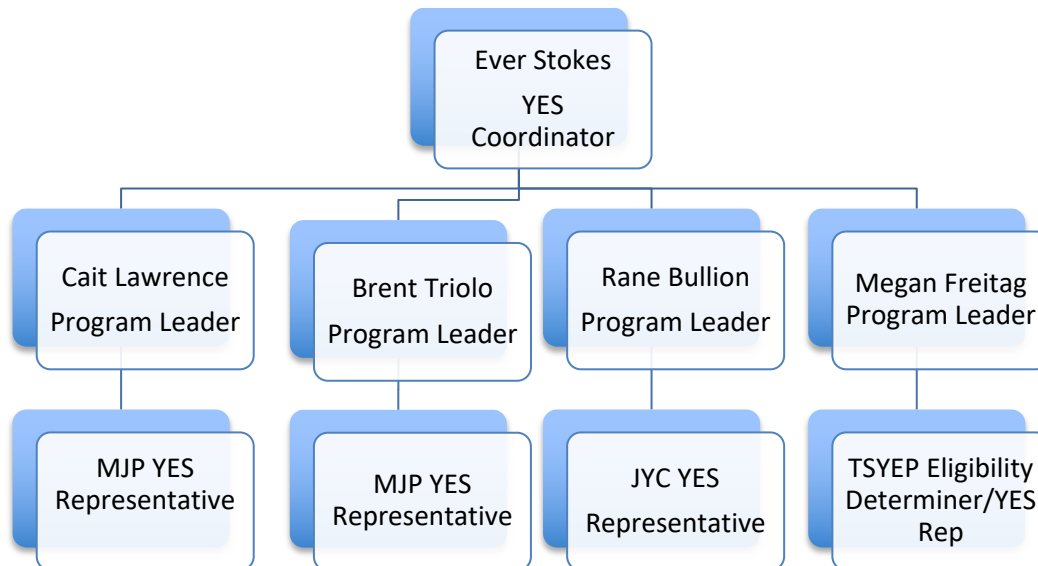 Ever Stokes
YES
Coordinator
Cait Lawrence
Program Leader
Brent Triolo
Program Leader
Rane Bullion
Program Leader
Megan Freitag
Program Leader
MJP YES
Representative
MJP YES
Representative
JYC YES
Representative
TSYEP Eligibility
Determiner/YES
Rep